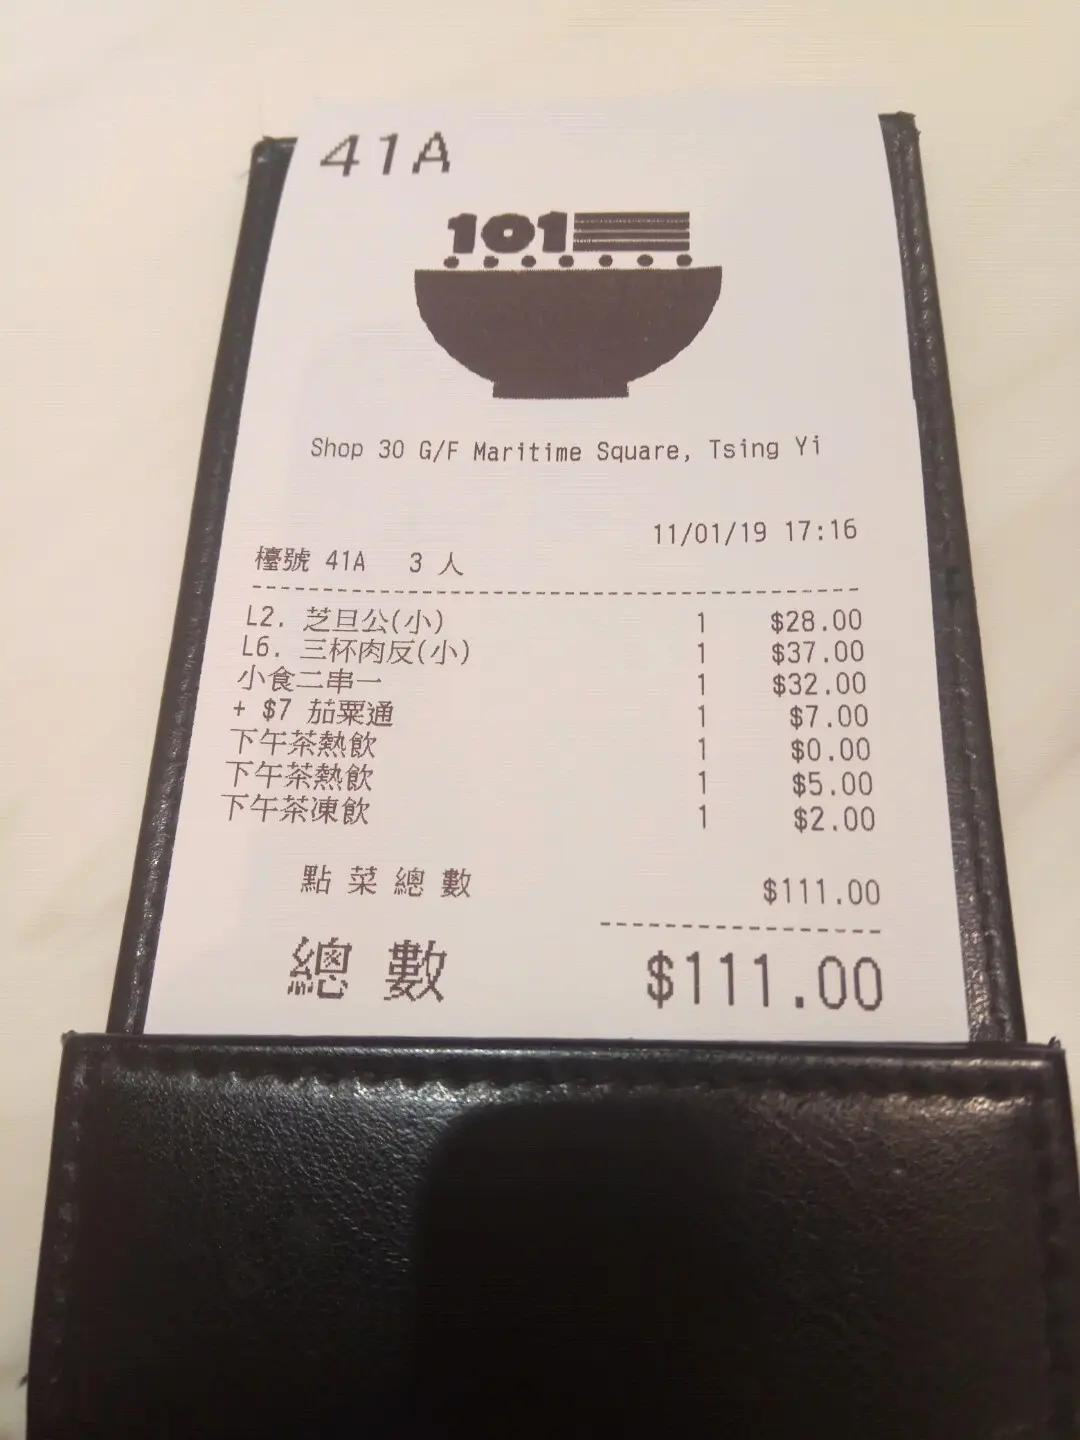 41A
101
Shop 30 G/F Maritime Square, Tsing Yi
11/01/19 17:16
檯號 41A 3 人
L2. 芝旦公(小) 1 $28.00
L6. 三杯肉反(小) 1 $37.00
小食二串一 1 $32.00
+ $7 茄粟通 1 $7.00
下午茶熱飲 1 $0.00
下午茶熱飲 1 $5.00
下午茶凍飲 1 $2.00
點菜總數 $111.00
總數 $111.00